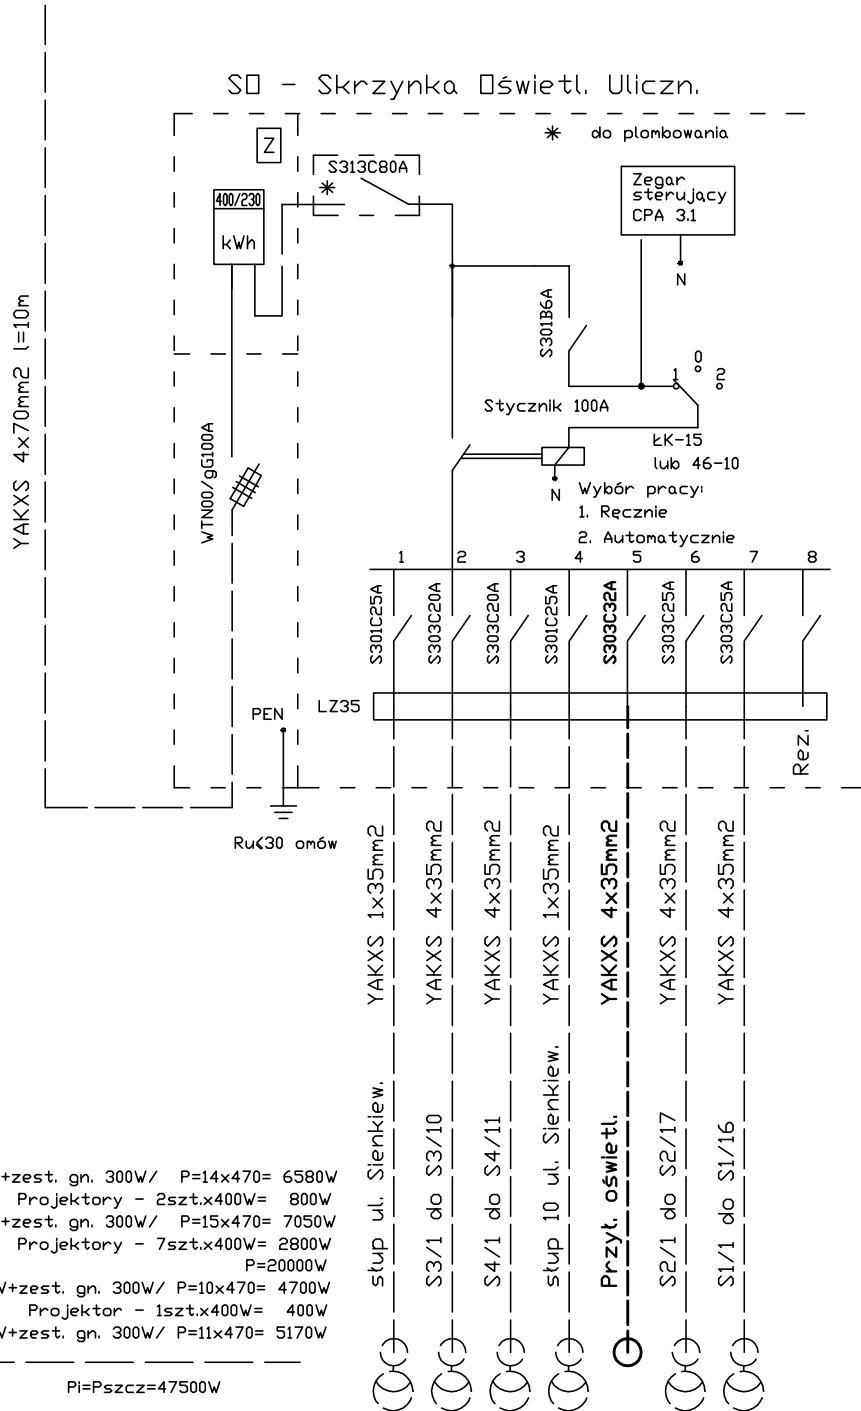 SO - Skrzynka Oświetl. Uliczn.
* do plombowania
Z
S313C80A
*
400/230
kWh
Zegar
sterujący
CPA 3.1
N
S301B6A
0
1
2
Stycznik 100A
ŁK-15
lub 46-10
N
Wybór pracy:
1. Ręcznie
2. Automatycznie
YAKXS 4x70mm2 l=10m
WTN00/gG100A
1 2 3 4 5 6 7 8
S301C25A
S303C20A
S303C20A
S301C25A
S303C32A
S303C25A
S303C25A
LZ35
PEN
Rez.
Ru<30 omów
YAKXS 1x35mm2
YAKXS 4x35mm2
YAKXS 4x35mm2
YAKXS 1x35mm2
YAKXS 4x35mm2
YAKXS 4x35mm2
YAKXS 4x35mm2
słup ul. Sienkiew.
S3/1 do S3/10
S4/1 do S4/11
słup 10 ul. Sienkiew.
Przył. oświetl.
S2/1 do S2/17
S1/1 do S1/16
+zest. gn. 300W/ P=14x470= 6580W
Projektory - 2szt.x400W= 800W
+zest. gn. 300W/ P=15x470= 7050W
Projektory - 7szt.x400W= 2800W
P=20000W
W+zest. gn. 300W/ P=10x470= 4700W
Projektor - 1szt.x400W= 400W
W+zest. gn. 300W/ P=11x470= 5170W
Pi=Pszcz=47500W